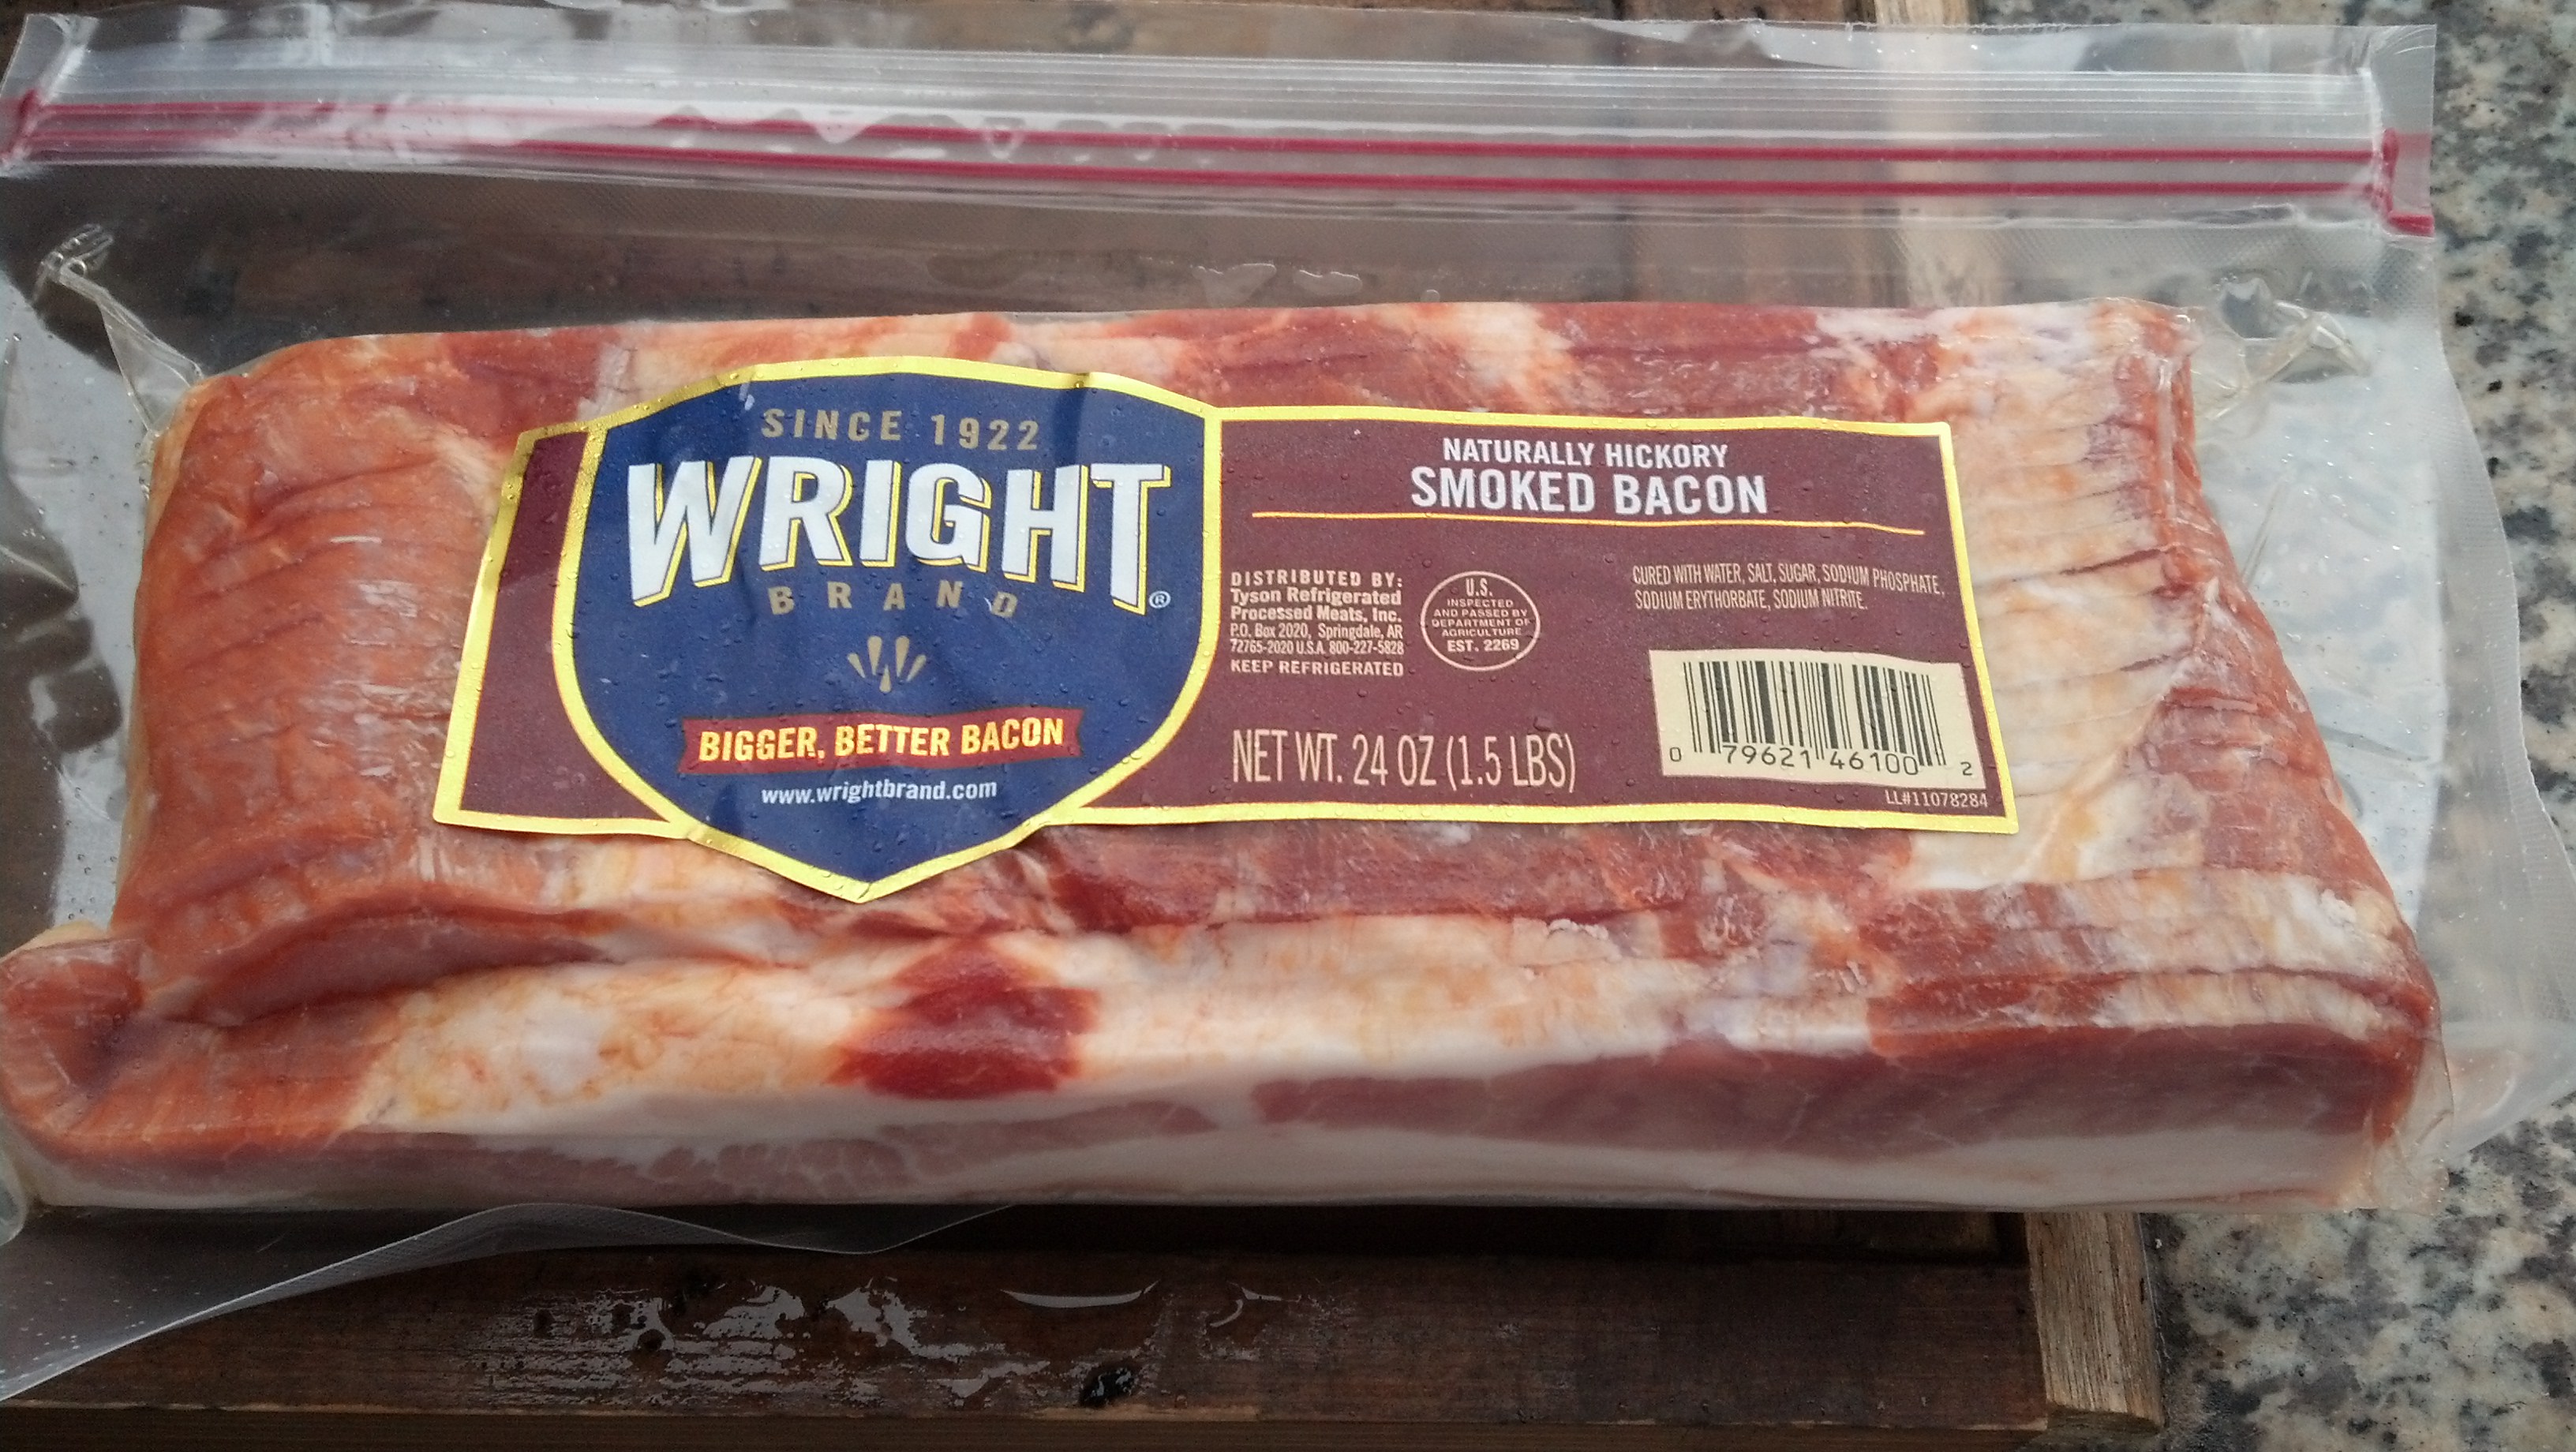 SINCE 1922
WRIGHT®
BRAND
BIGGER, BETTER BACON
www.wrightbrand.com
NATURALLY HICKORY
SMOKED BACON
DISTRIBUTED BY:
Tyson Refrigerated
Processed Meats, Inc.
P.O. Box 2020, Springdale, AR
72765-2020 U.S.A. 800-227-5828
KEEP REFRIGERATED
U.S.
INSPECTED
AND PASSED BY
DEPARTMENT OF
AGRICULTURE
EST. 2269
CURED WITH WATER, SALT, SUGAR, SODIUM PHOSPHATE,
SODIUM ERYTHORBATE, SODIUM NITRITE.
NET WT. 24 OZ (1.5 LBS)
0 79621 46100 2
LL#11078284